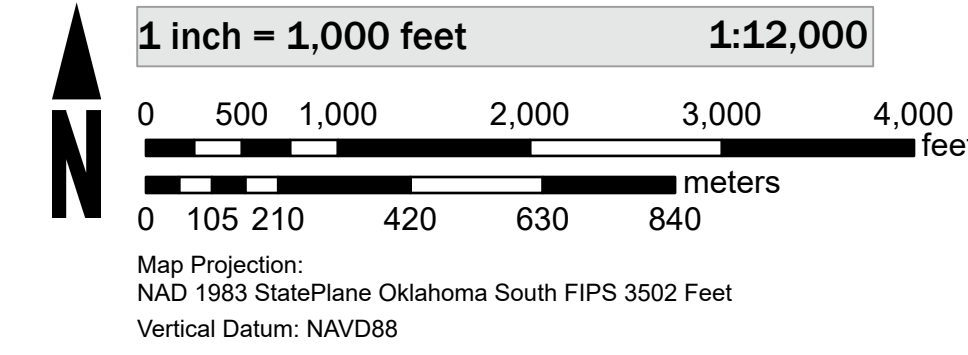 1 inch = 1,000 feet 1:12,000
0 500 1,000 2,000 3,000 4,000
feet
meters
0 105 210 420 630 840
N
Map Projection:
NAD 1983 StatePlane Oklahoma South FIPS 3502 Feet
Vertical Datum: NAVD88